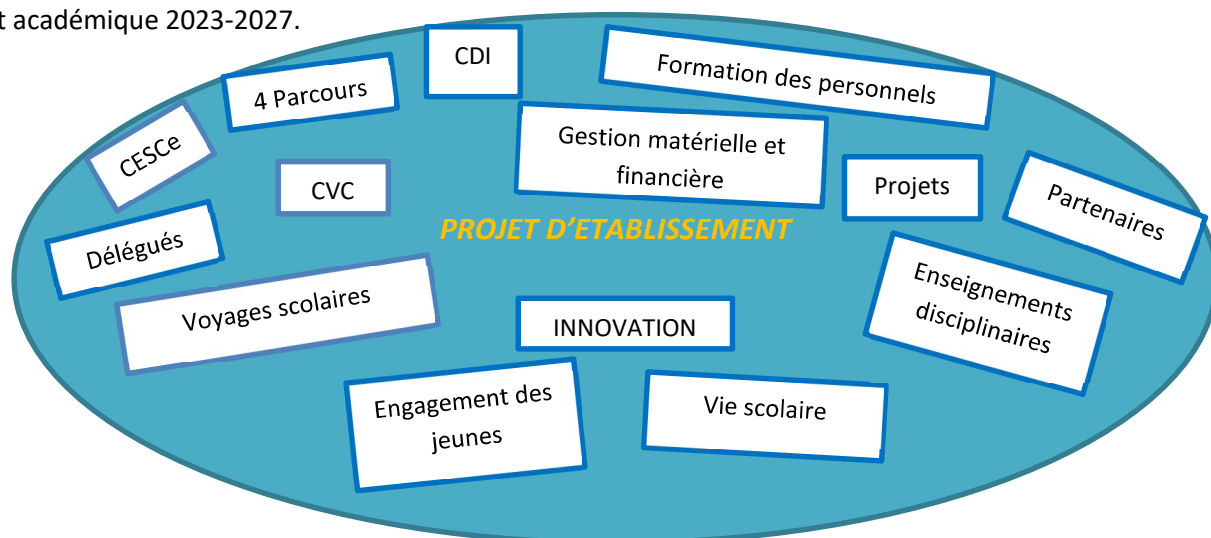 t académique 2023-2027.
CDI
Formation des personnels
4 Parcours
CESCe
Gestion matérielle et
financière
CVC
Projets
Partenaires
PROJET D'ETABLISSEMENT
Délégués
Voyages scolaires
Enseignements
disciplinaires
INNOVATION
Engagement des
jeunes
Vie scolaire